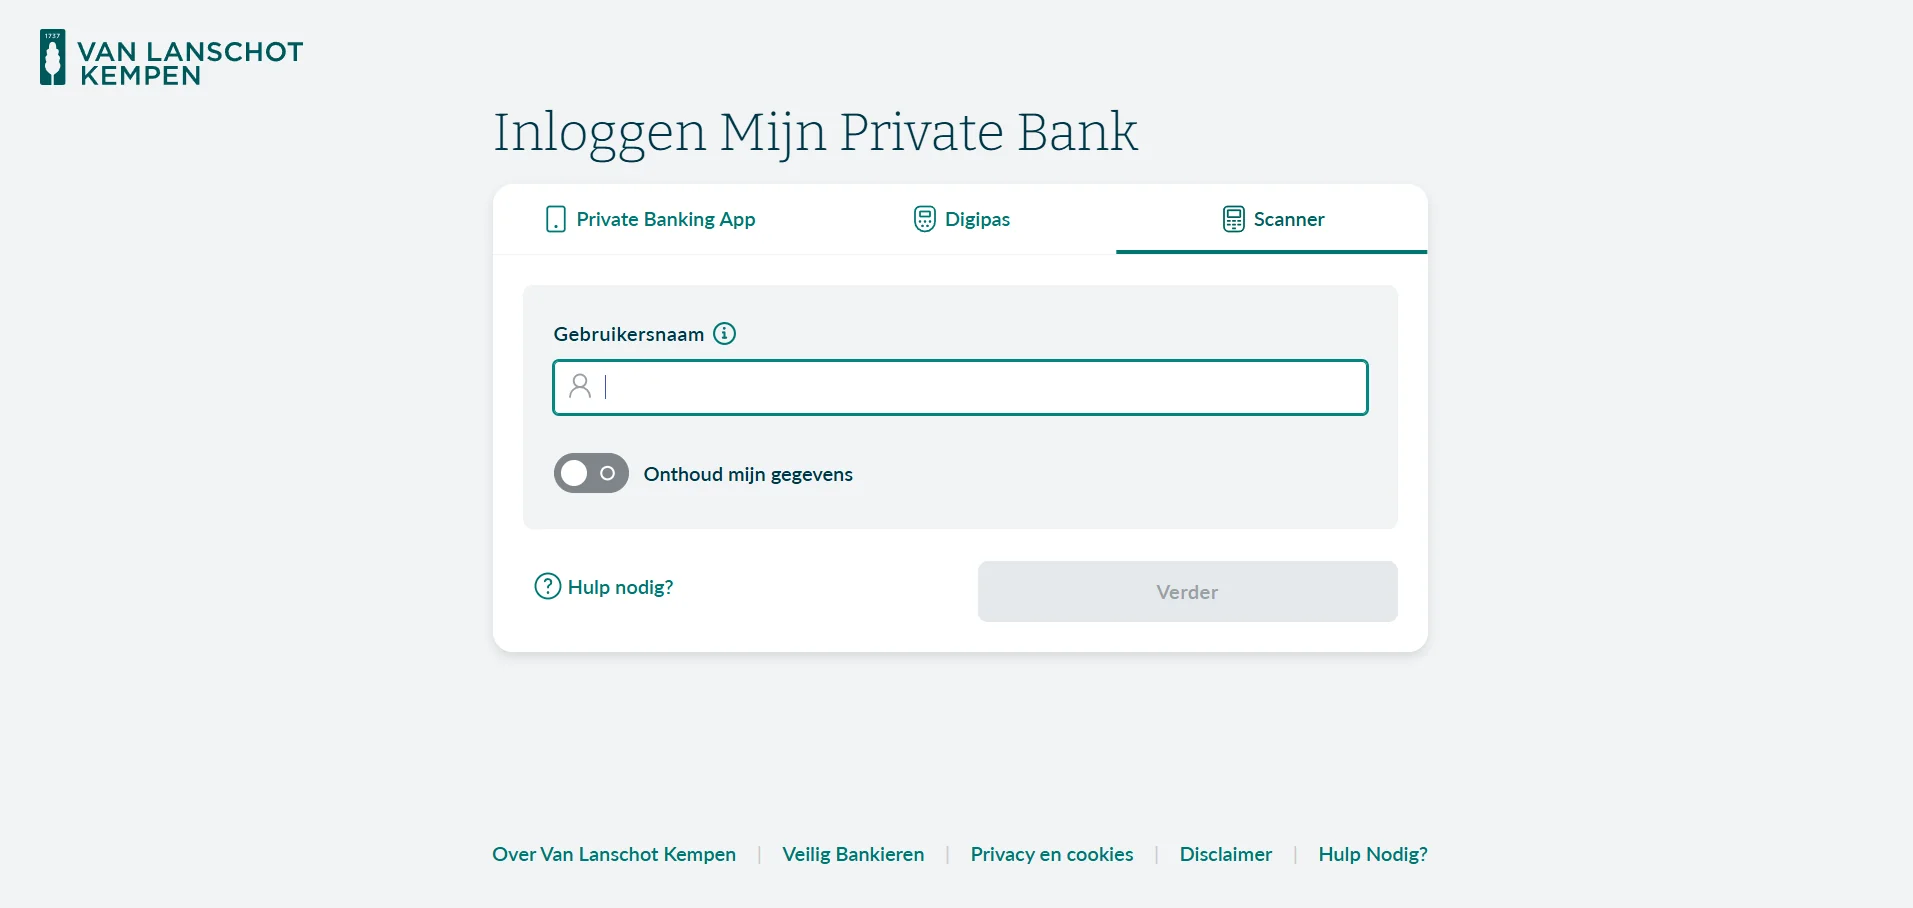 1737
VAN LANSCHOT
KEMPEN
Inloggen Mijn Private Bank
Private Banking App
Digipas
Scanner
Gebruikersnaam
Onthoud mijn gegevens
Hulp nodig?
Verder
Over Van Lanschot Kempen | Veilig Bankieren | Privacy en cookies | Disclaimer | Hulp Nodig?